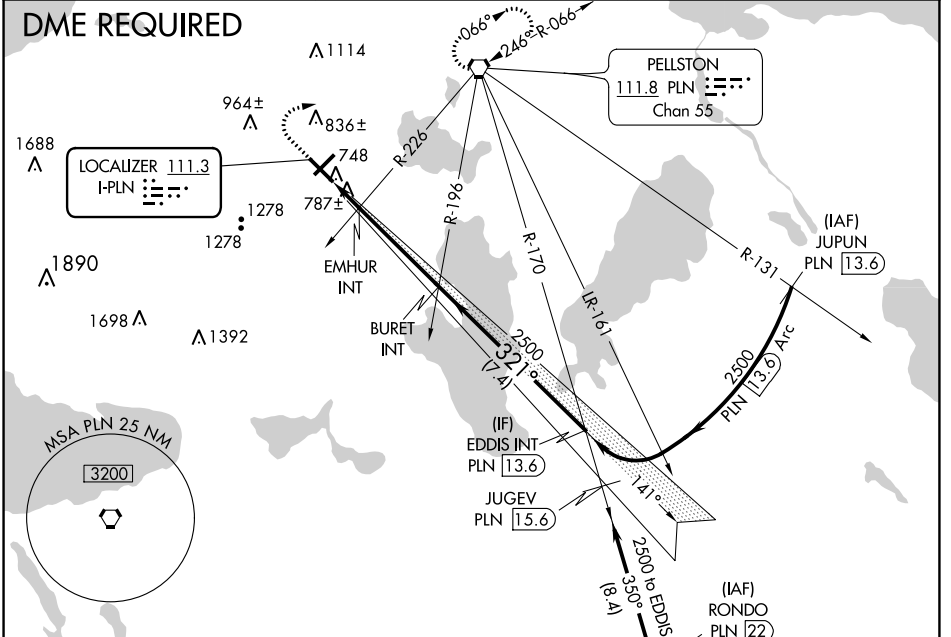 DME REQUIRED
1114
066°
246°
R-066
PELLSTON
111.8 PLN
Chan 55
964±
836±
1688
748
LOCALIZER 111.3
I-PLN
787±
R-226
R-196
1278
1278
EMHUR
INT
R-170
LR-161
R-131
(IAF)
JUPUN
PLN 13.6
1890
1698
1392
BURET
INT
2500
321°
(7.4)
2500
PLN 13.6 Arc
MSA PLN 25 NM
3200
(IF)
EDDIS INT
PLN 13.6
JUGEV
PLN 15.6
141°
2500 to EDDIS
350°
(8.4)
(IAF)
RONDO
PLN 22